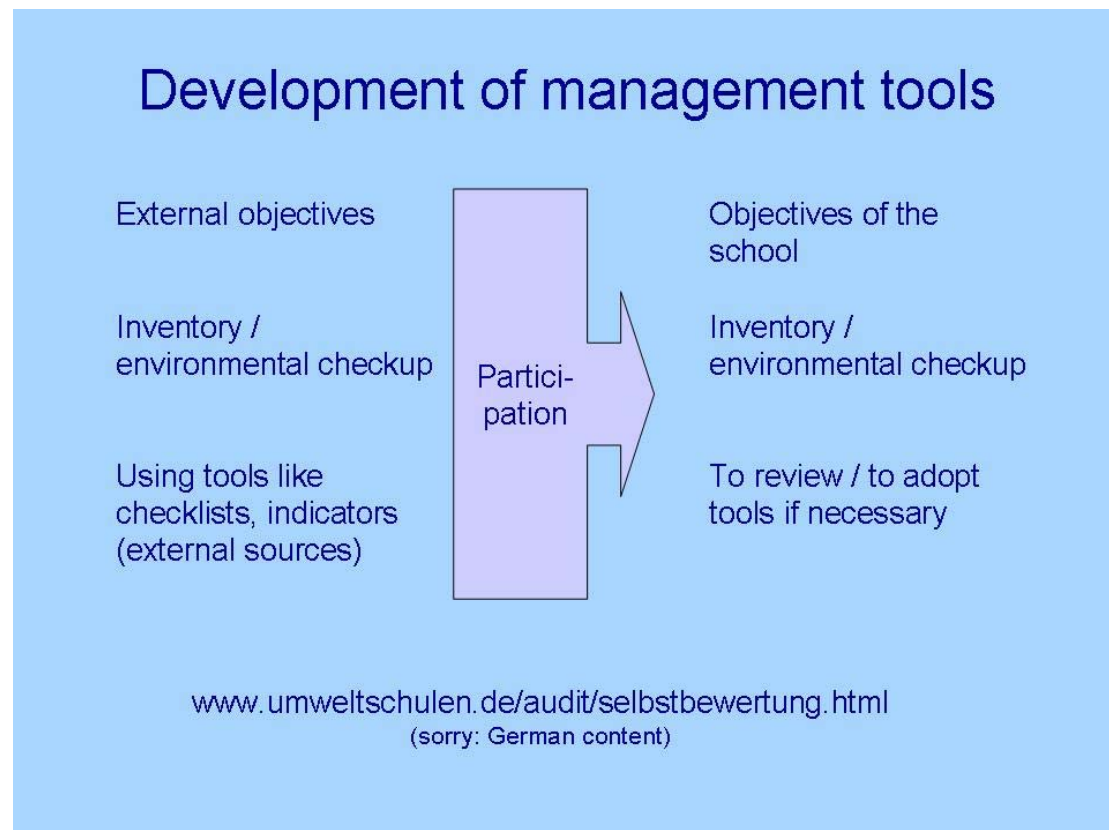 Development of management tools
External objectives
Inventory /
environmental checkup
Using tools like
checklists, indicators
(external sources)
Partici-
pation
Objectives of the
school
Inventory /
environmental checkup
To review / to adopt
tools if necessary
www.umweltschulen.de/audit/selbstbewertung.html
(sorry: German content)